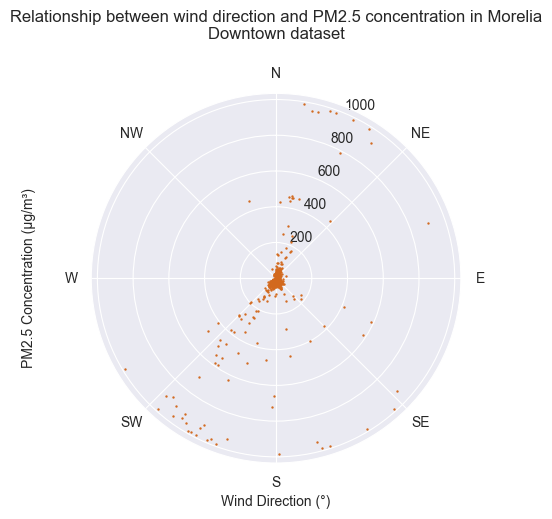 Relationship between wind direction and PM2.5 concentration in Morelia
Downtown dataset
N
NW
NE
1000
800
600
400
200
W
E
PM2.5 Concentration (µg/m³)
SW
SE
S
Wind Direction (°)